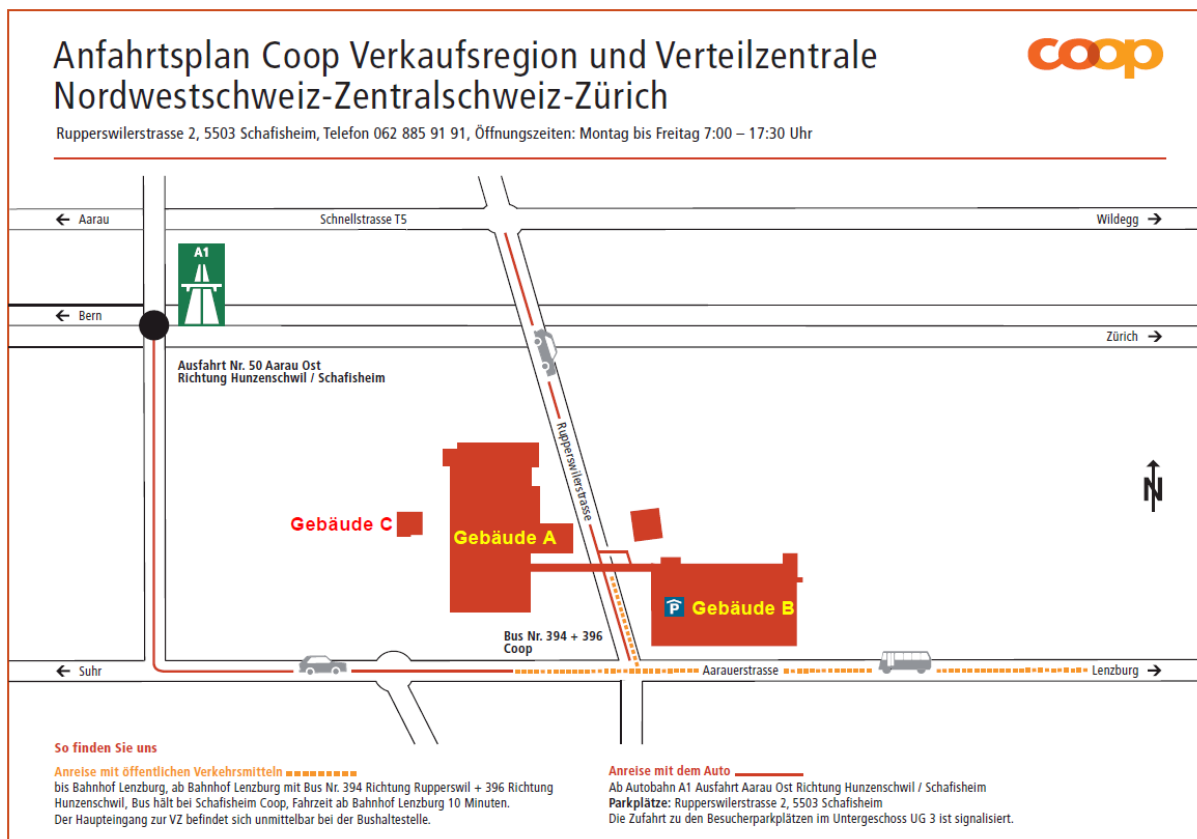 Anfahrtsplan Coop Verkaufsregion und Verteilzentrale
Nordwestschweiz-Zentralschweiz-Zürich
coop
Rupperswilerstrasse 2, 5503 Schafisheim, Telefon 062 885 91 91, Öffnungszeiten: Montag bis Freitag 7:00 – 17:30 Uhr
← Aarau
Schnellstrasse T5
Wildegg →
A1
← Bern
Zürich →
Ausfahrt Nr. 50 Aarau Ost
Richtung Hunzenschwil / Schafisheim
Rupperswilerstrasse
N
Gebäude C
Gebäude A
P
Gebäude B
Bus Nr. 394 + 396
Coop
← Suhr
Aarauerstrasse
Lenzburg →
So finden Sie uns
Anreise mit öffentlichen Verkehrsmitteln
bis Bahnhof Lenzburg, ab Bahnhof Lenzburg mit Bus Nr. 394 Richtung Rupperswil + 396 Richtung
Hunzenschwil, Bus hält bei Schafisheim Coop, Fahrzeit ab Bahnhof Lenzburg 10 Minuten.
Der Haupteingang zur VZ befindet sich unmittelbar bei der Bushaltestelle.
Anreise mit dem Auto
Ab Autobahn A1 Ausfahrt Aarau Ost Richtung Hunzenschwil / Schafisheim
Parkplätze: Rupperswilerstrasse 2, 5503 Schafisheim
Die Zufahrt zu den Besucherparkplätzen im Untergeschoss UG 3 ist signalisiert.